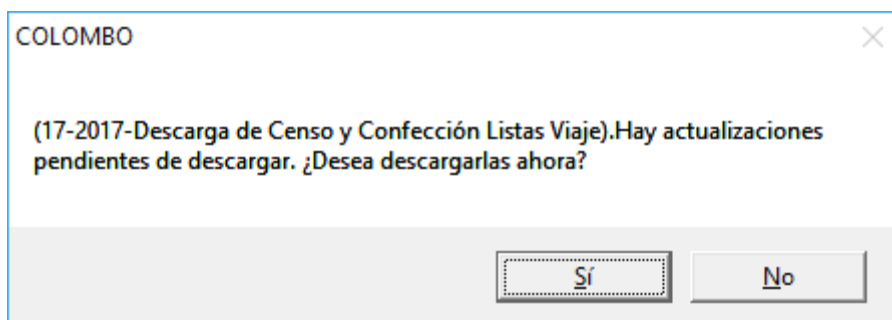 COLOMBO
(17-2017-Descarga de Censo y Confección Listas Viaje).Hay actualizaciones
pendientes de descargar. ¿Desea descargarlas ahora?
Sí
No